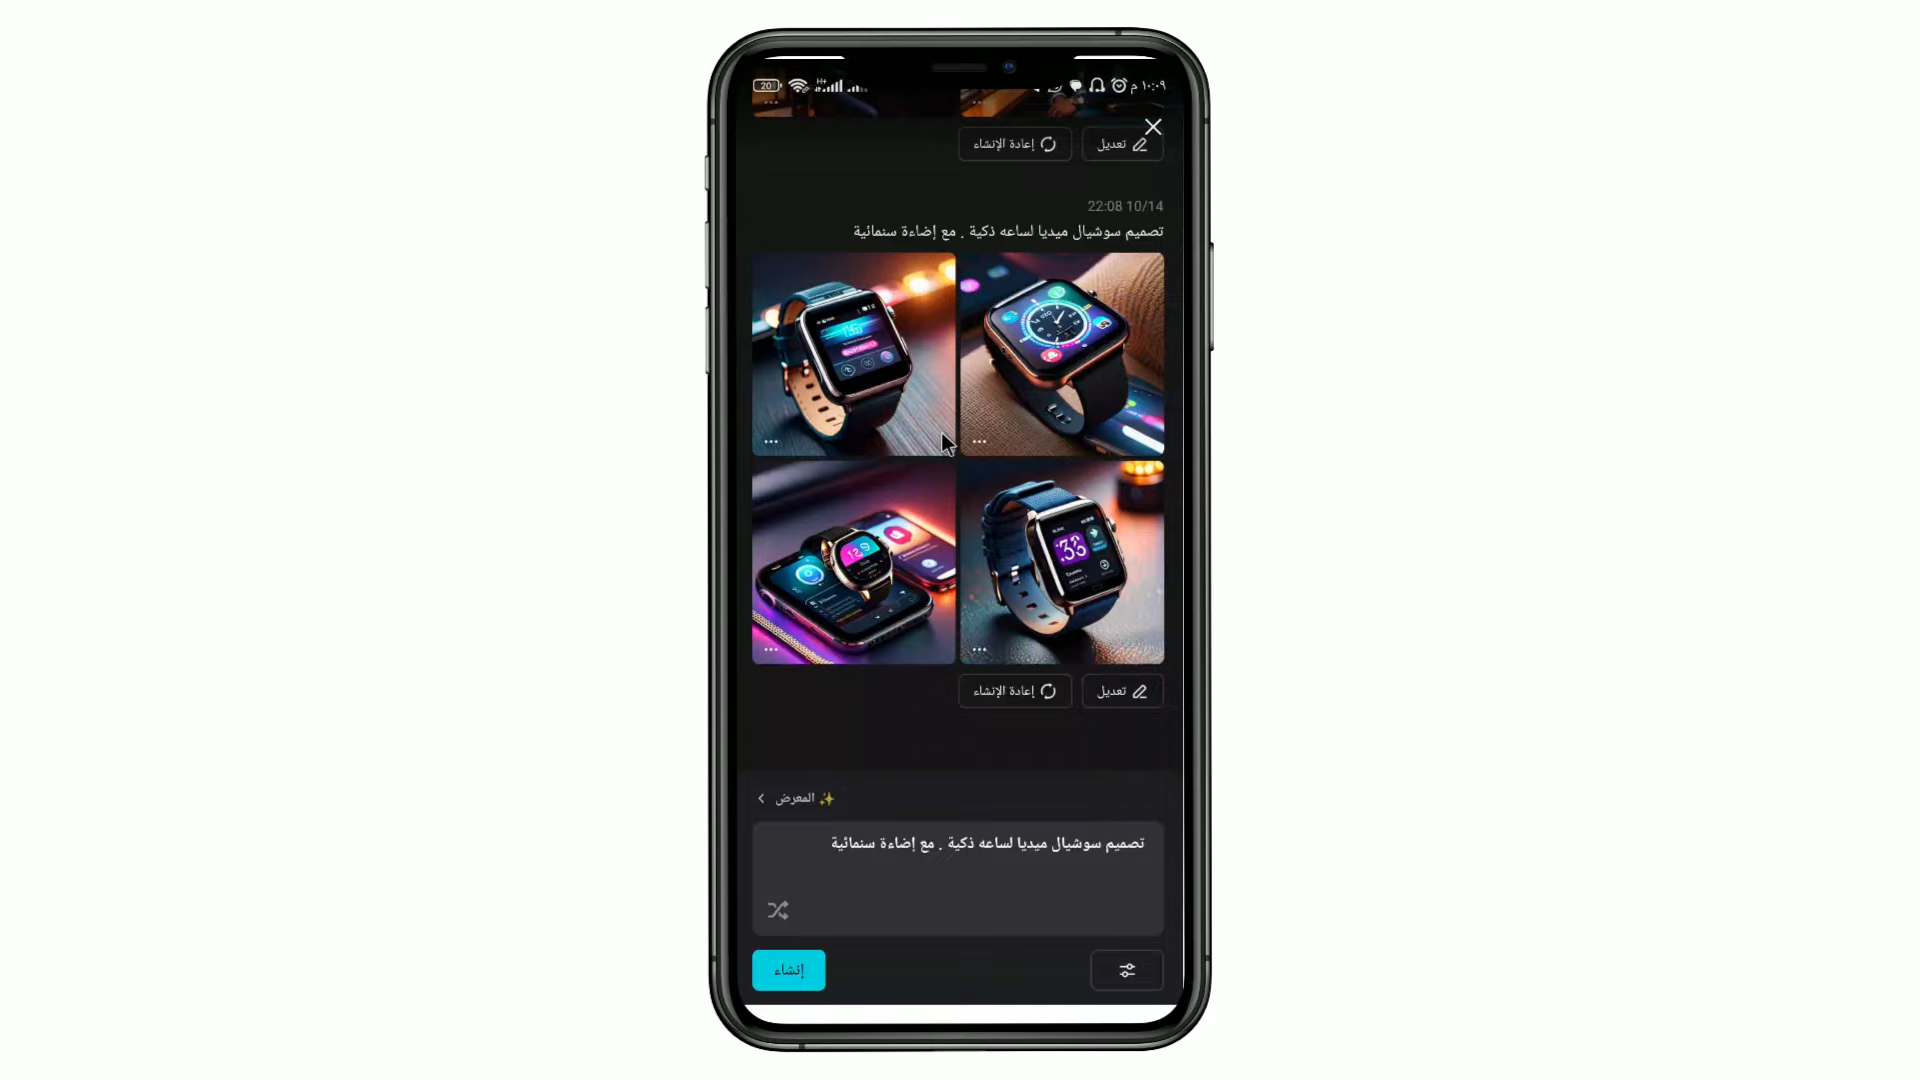 20 H+ م ١٠:٠٩
تعديل إعادة الإنشاء
22:08 10/14
تصميم سوشيال ميديا لساعه ذكية . مع إضاءة سنمائية
تعديل إعادة الإنشاء
المعرض
تصميم سوشيال ميديا لساعه ذكية . مع إضاءة سنمائية
إنشاء